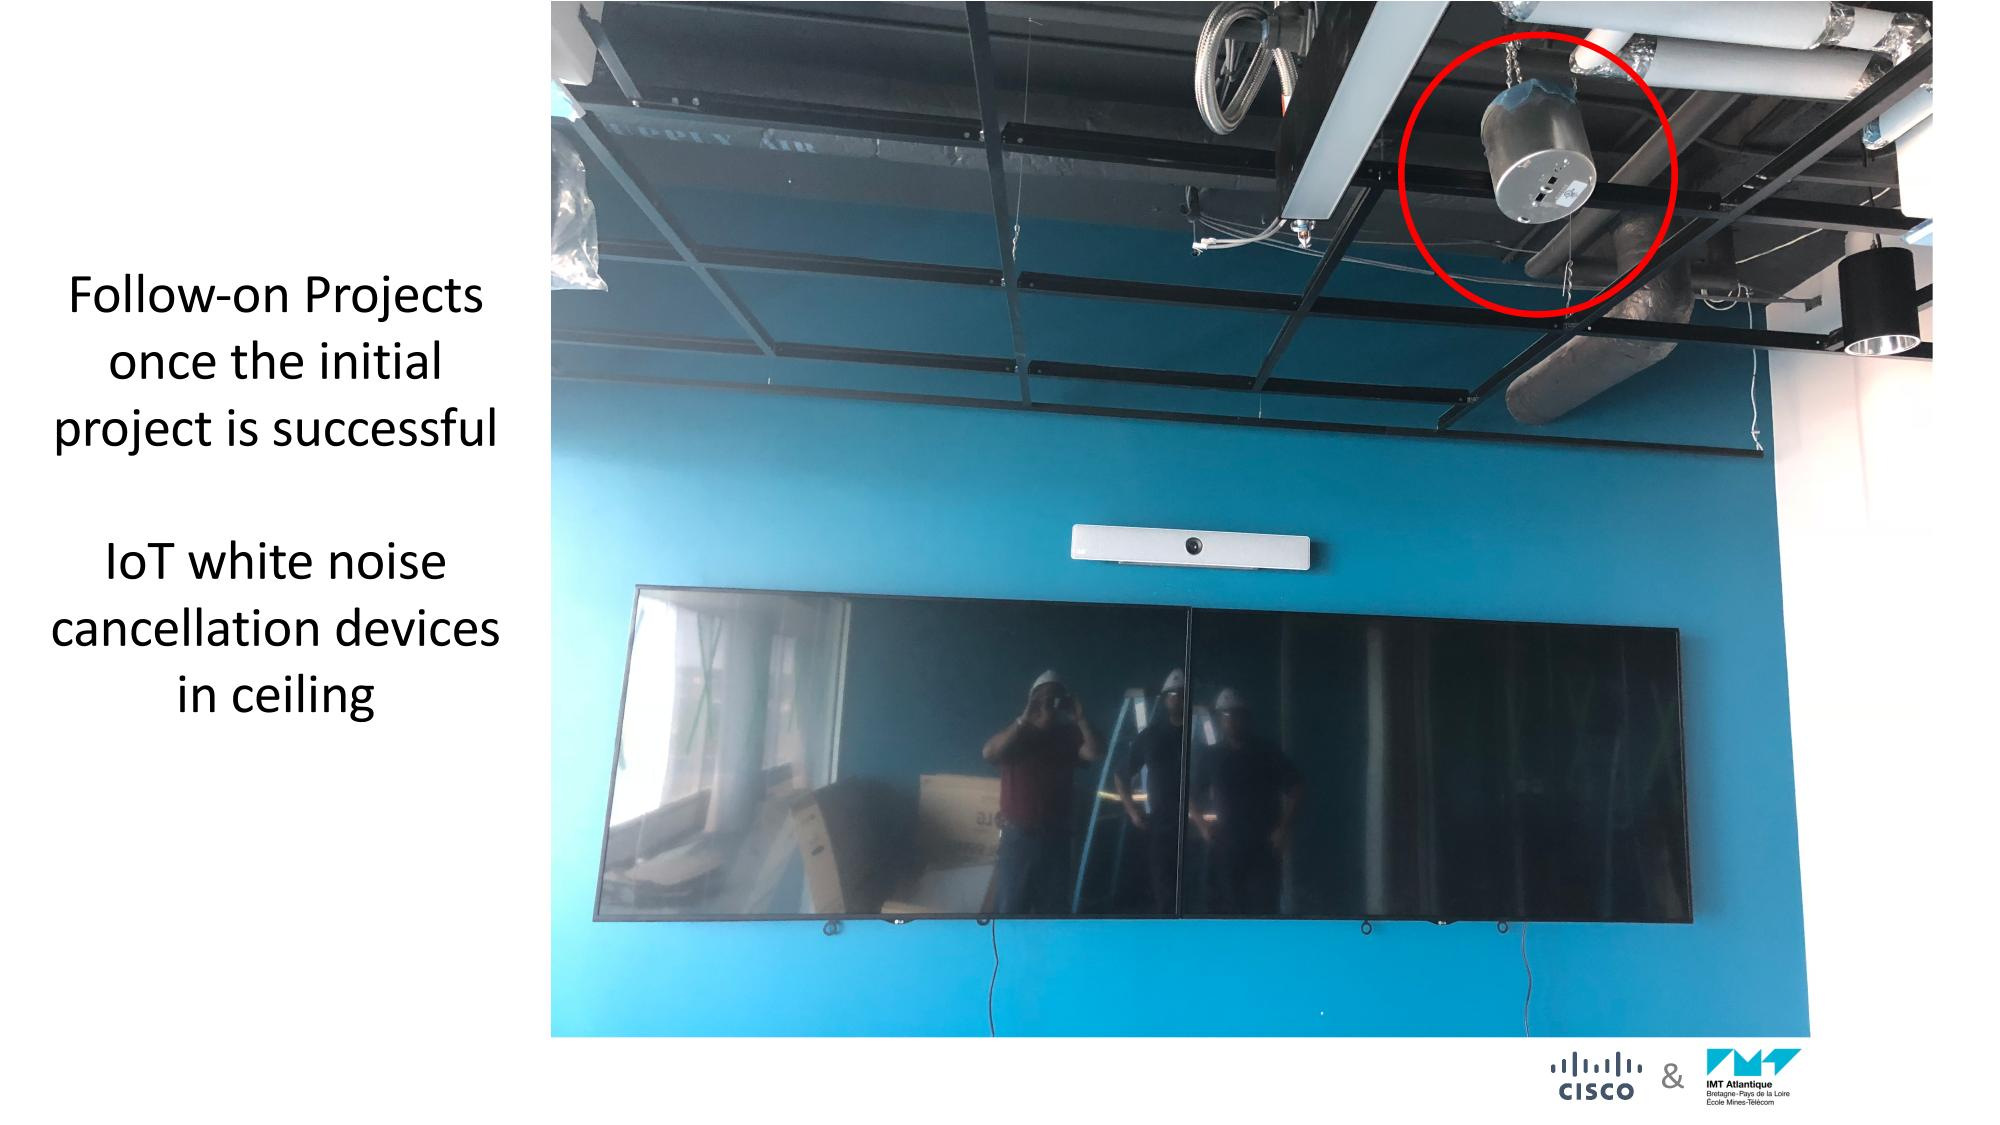 Follow-on Projects
once the initial
project is successful
IoT white noise
cancellation devices
in ceiling
SUPPLY AIR
LG
CISCO
&
IMT Atlantique
Bretagne-Pays de la Loire
École Mines-Télécom